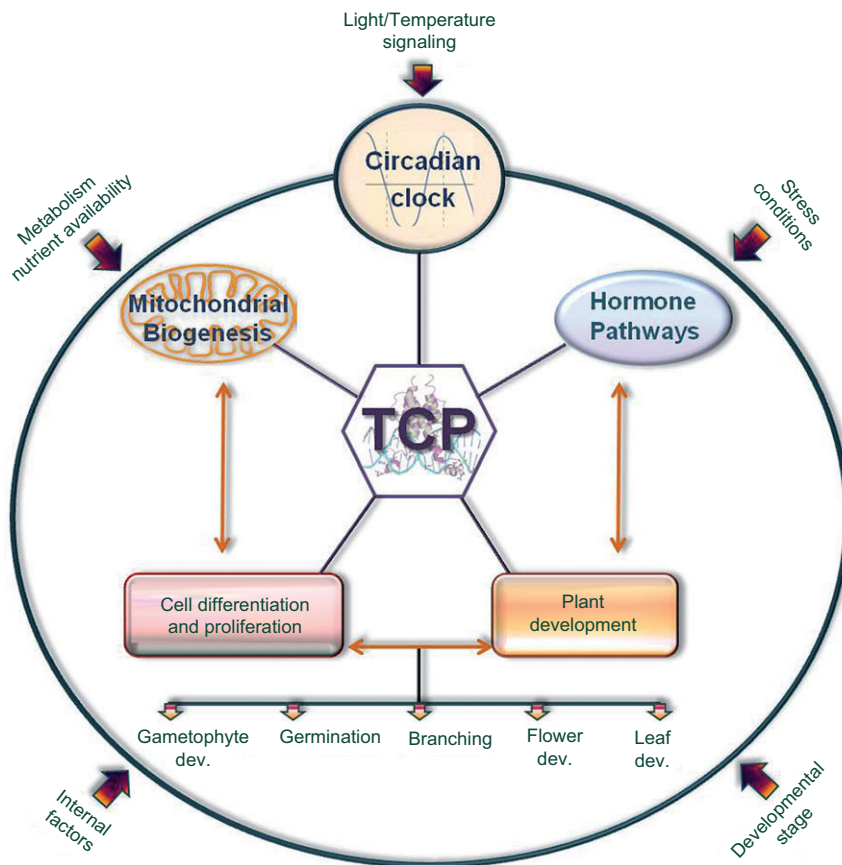 Light/Temperature
signaling
Circadian
clock
Metabolism
nutrient availability
Stress
conditions
Mitochondrial
Biogenesis
Hormone
Pathways
TCP
Cell differentiation
and proliferation
Plant
development
Gametophyte
dev.
Germination
Branching
Flower
dev.
Leaf
dev.
Internal
factors
Developmental
stage